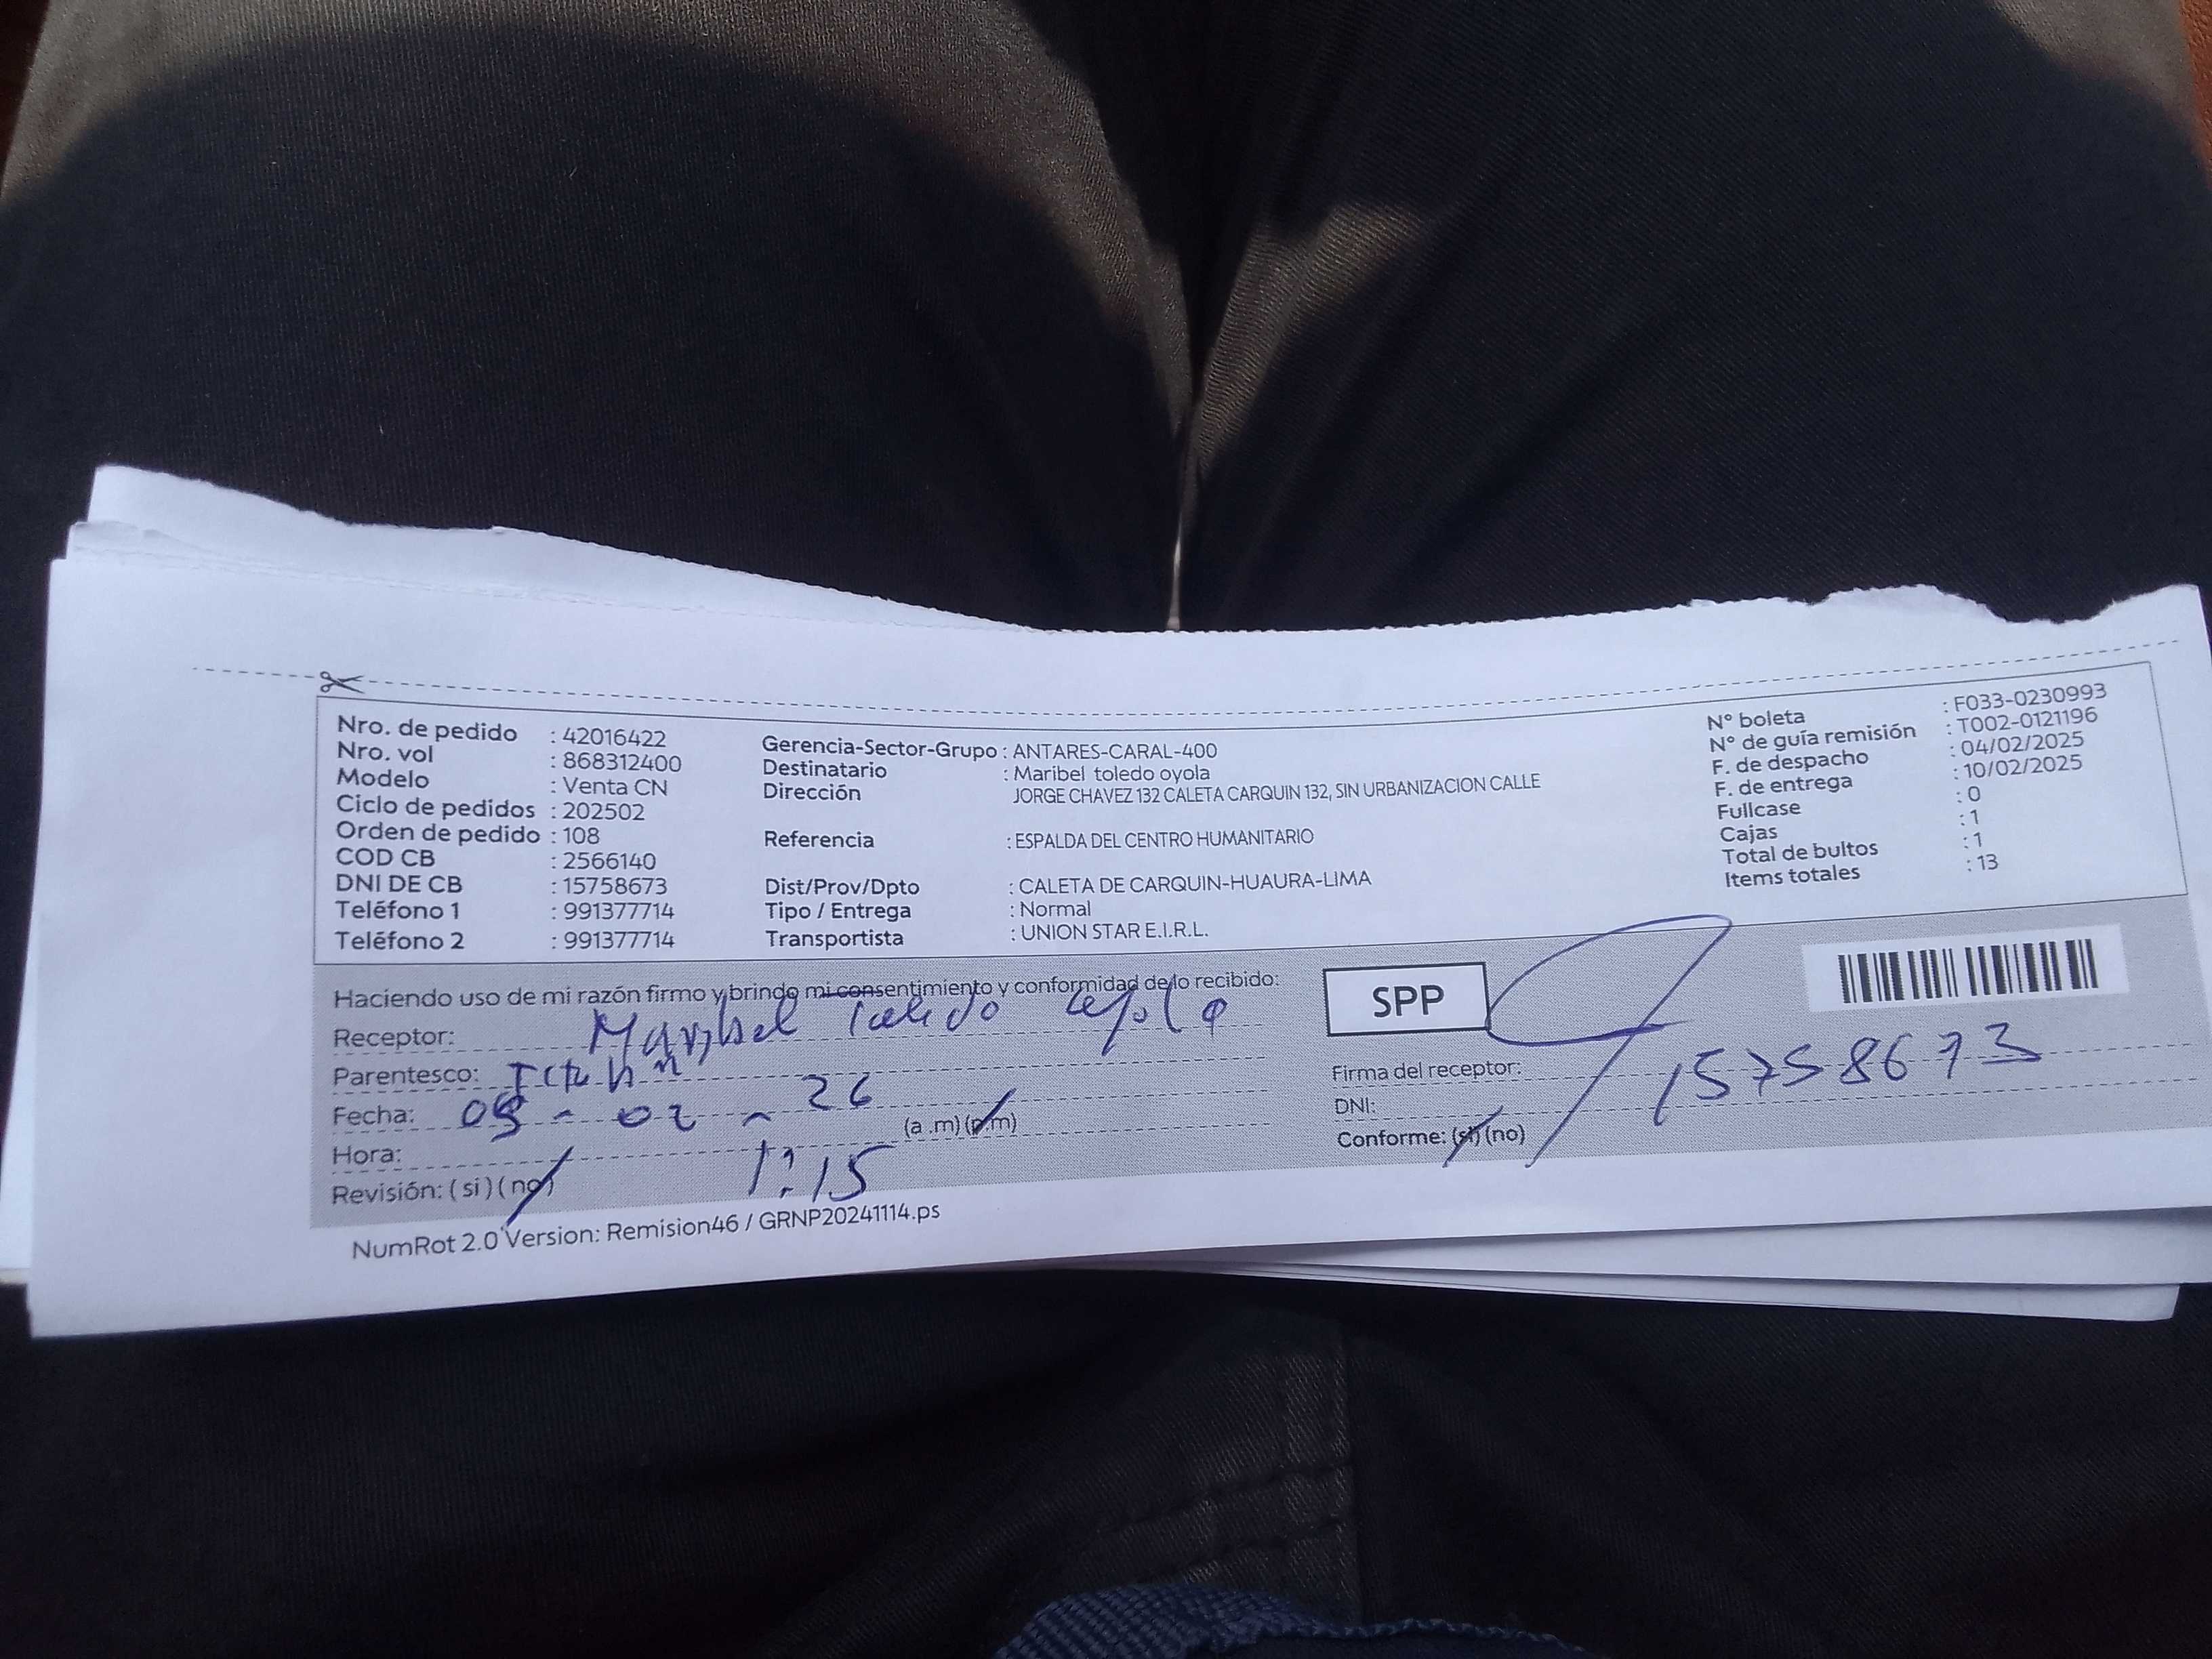 Nro. de pedido : 42016422
Nro. vol : 868312400
Modelo : Venta CN
Ciclo de pedidos : 202502
Orden de pedido : 108
COD CB : 2566140
DNI DE CB : 15758673
Teléfono 1 : 991377714
Teléfono 2 : 991377714
Gerencia-Sector-Grupo : ANTARES-CARAL-400
Destinatario : Maribel toledo oyola
Dirección JORGE CHAVEZ 132 CALETA CARQUIN 132, SIN URBANIZACION CALLE
Referencia : ESPALDA DEL CENTRO HUMANITARIO
Dist/Prov/Dpto : CALETA DE CARQUIN-HUAURA-LIMA
Tipo / Entrega : Normal
Transportista : UNION STAR E.I.R.L.
N° boleta : F033-0230993
N° de guía remisión : T002-0121196
F. de despacho : 04/02/2025
F. de entrega : 10/02/2025
Fullcase : 0
Cajas : 1
Total de bultos : 1
Items totales : 13
Haciendo uso de mi razón firmo y brindo mi consentimiento y conformidad de lo recibido:
Receptor: Maribel Toledo oyola
Parentesco:
Fecha: - 02 - 26
Hora: 1:15 (a .m) (p.m)
Revisión: ( si ) ( no )
SPP
Firma del receptor:
DNI: 15758673
Conforme: (si) (no)
NumRot 2.0 Version: Remision46 / GRNP20241114.ps